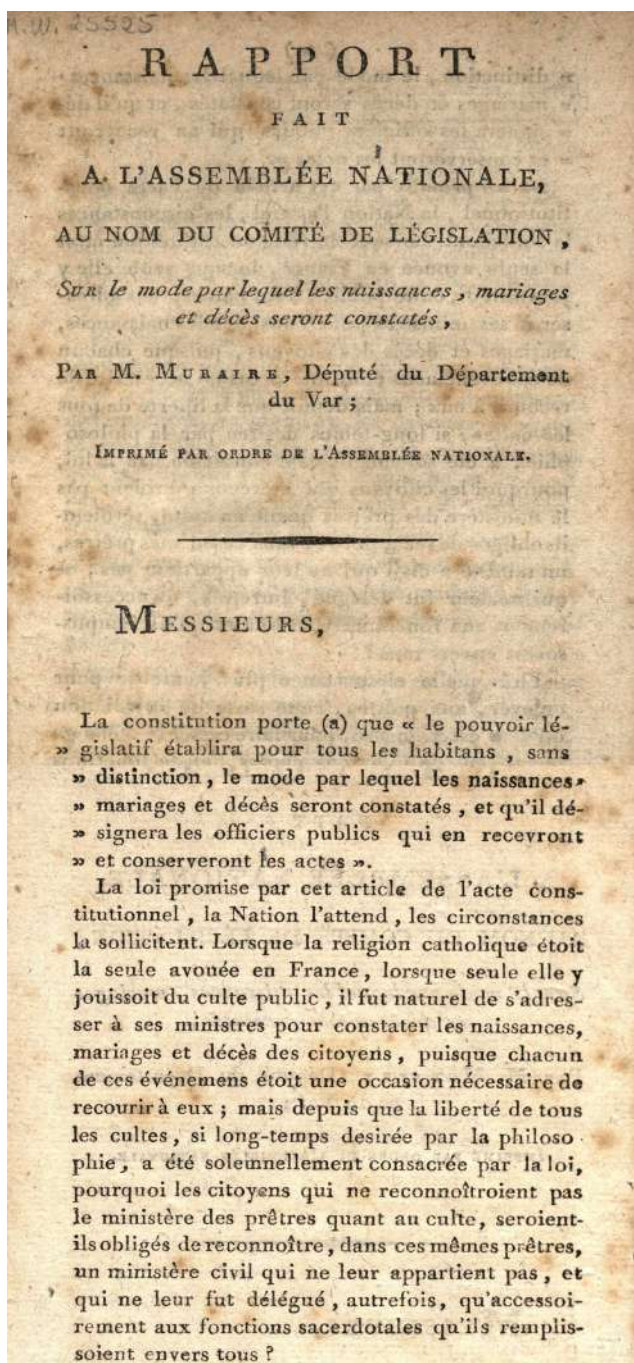 R A P P O R T
FAIT
A L'ASSEMBLÉE NATIONALE,
AU NOM DU COMITÉ DE LÉGISLATION,
SUR le mode par lequel les naissances, mariages
et décès seront constatés,
PAR M. MURAIRE, Député du Département
du Var;
IMPRIMÉ PAR ORDRE DE L'ASSEMBLÉE NATIONALE.
MESSIEURS,
La constitution porte (a) que « le pouvoir lé-
» gislatif établira pour tous les habitans, sans
» distinction, le mode par lequel les naissances,
» mariages et décès seront constatés, et qu'il dé-
» signera les officiers publics qui en recevront
» et conserveront les actes ».
La loi promise par cet article de l'acte cons-
titutionnel, la Nation l'attend, les circonstances
la sollicitent. Lorsque la religion catholique étoit
la seule avouée en France, lorsque seule elle y
jouissoit du culte public, il fut naturel de s'adres-
ser à ses ministres pour constater les naissances,
mariages et décès des citoyens, puisque chacun
de ces événemens étoit une occasion nécessaire de
recourir à eux; mais depuis que la liberté de tous
les cultes, si long-temps desirée par la philoso-
phie, a été solemnellement consacrée par la loi,
pourquoi les citoyens qui ne reconnoîtroient pas
le ministère des prêtres quant au culte, seroient-
ils obligés de reconnoître, dans ces mêmes prêtres,
un ministère civil qui ne leur appartient pas, et
qui ne leur fut délégué, autrefois, qu'accessoi-
rement aux fonctions sacerdotales qu'ils remplis-
soient envers tous?